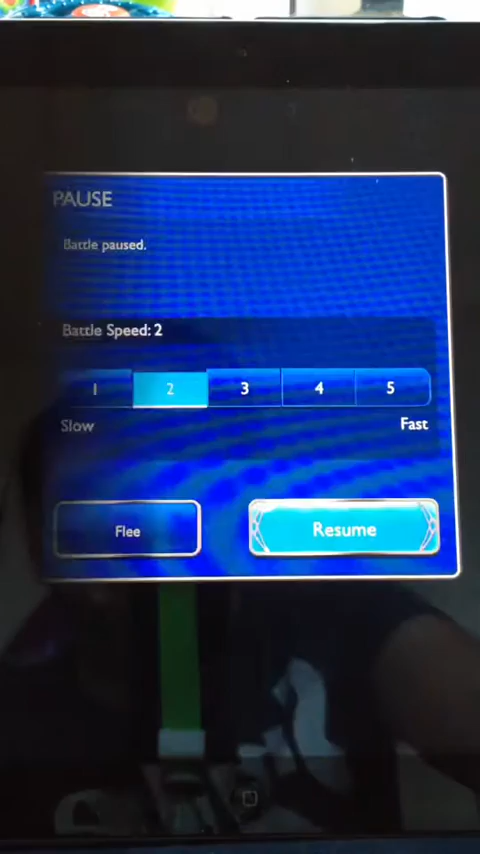 PAUSE
Battle paused.
Battle Speed: 2
1 2 3 4 5
Slow Fast
Flee Resume